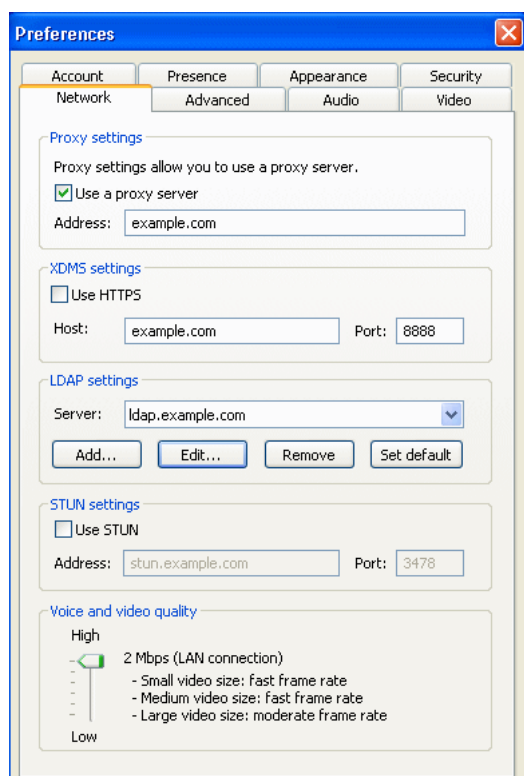 Preferences
Account Presence Appearance Security
Network Advanced Audio Video
Proxy settings
Proxy settings allow you to use a proxy server.
Use a proxy server
Address: example.com
XDMS settings
Use HTTPS
Host: example.com Port: 8888
LDAP settings
Server: ldap.example.com
Add... Edit... Remove Set default
STUN settings
Use STUN
Address: stun.example.com Port: 3478
Voice and video quality
High
2 Mbps (LAN connection)
- Small video size: fast frame rate
- Medium video size: fast frame rate
- Large video size: moderate frame rate
Low